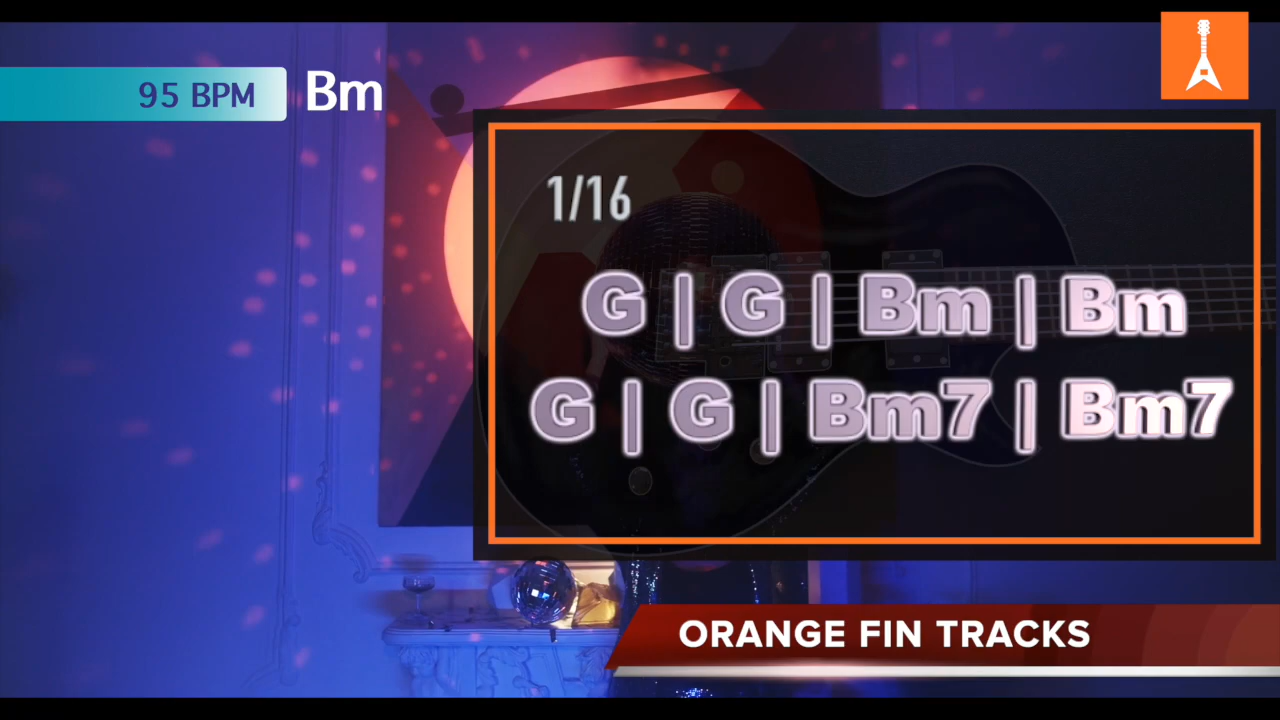 95 BPM Bm
1/16
G | G | Bm | Bm
G | G | Bm7 | Bm7
ORANGE FIN TRACKS